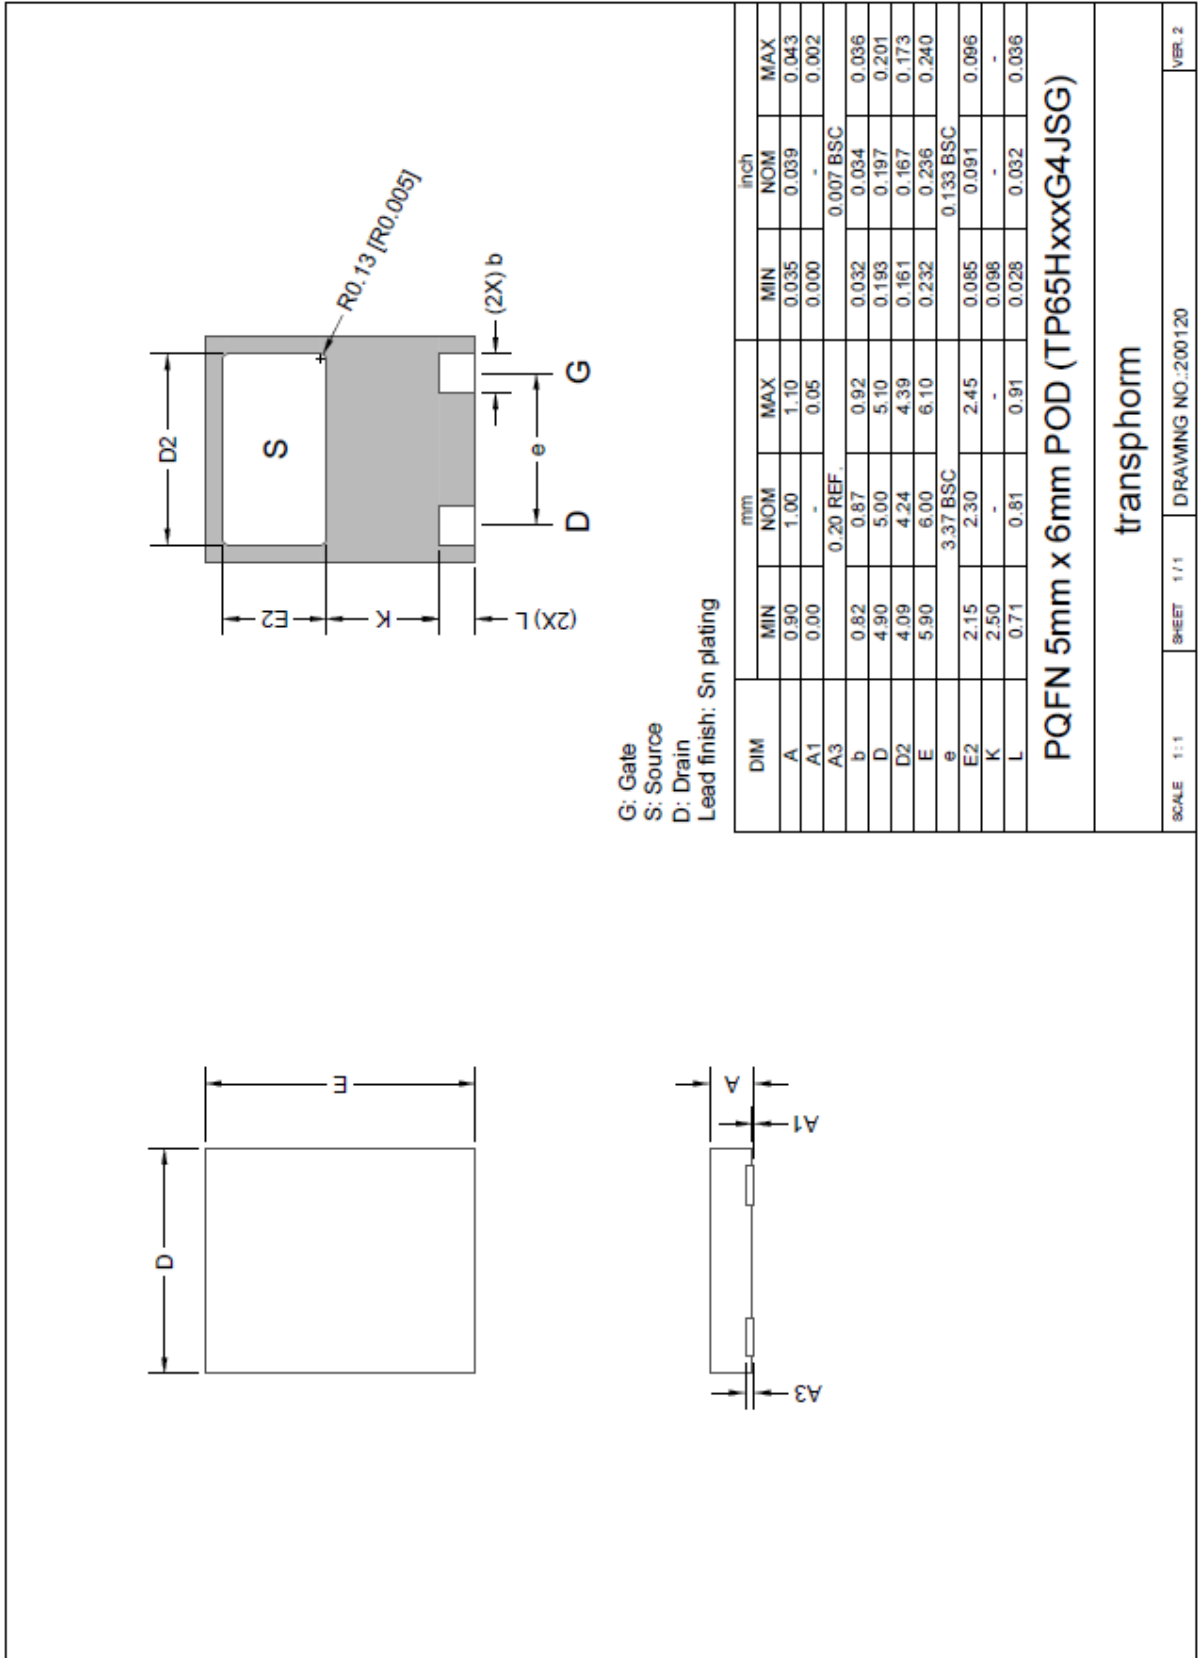 D
E
A
A1
A3
D2
S
R0.13 [R0.005]
E2
K
(2X) L
(2X) b
e
D
G
G: Gate
S: Source
D: Drain
Lead finish: Sn plating
DIM mm inch
MIN NOM MAX MIN NOM MAX
A 0.90 1.00 1.10 0.035 0.039 0.043
A1 0.00 - 0.05 0.000 - 0.002
A3 0.20 REF. 0.007 BSC
b 0.82 0.87 0.92 0.032 0.034 0.036
D 4.90 5.00 5.10 0.193 0.197 0.201
D2 4.09 4.24 4.39 0.161 0.167 0.173
E 5.90 6.00 6.10 0.232 0.236 0.240
e 3.37 BSC 0.133 BSC
E2 2.15 2.30 2.45 0.085 0.091 0.096
K 2.50 - - 0.098 - -
L 0.71 0.81 0.91 0.028 0.032 0.036
PQFN 5mm x 6mm POD (TP65HxxxG4JSG)
transphorm
SCALE 1 : 1 SHEET 1 / 1 DRAWING NO.:200120 VER. 2